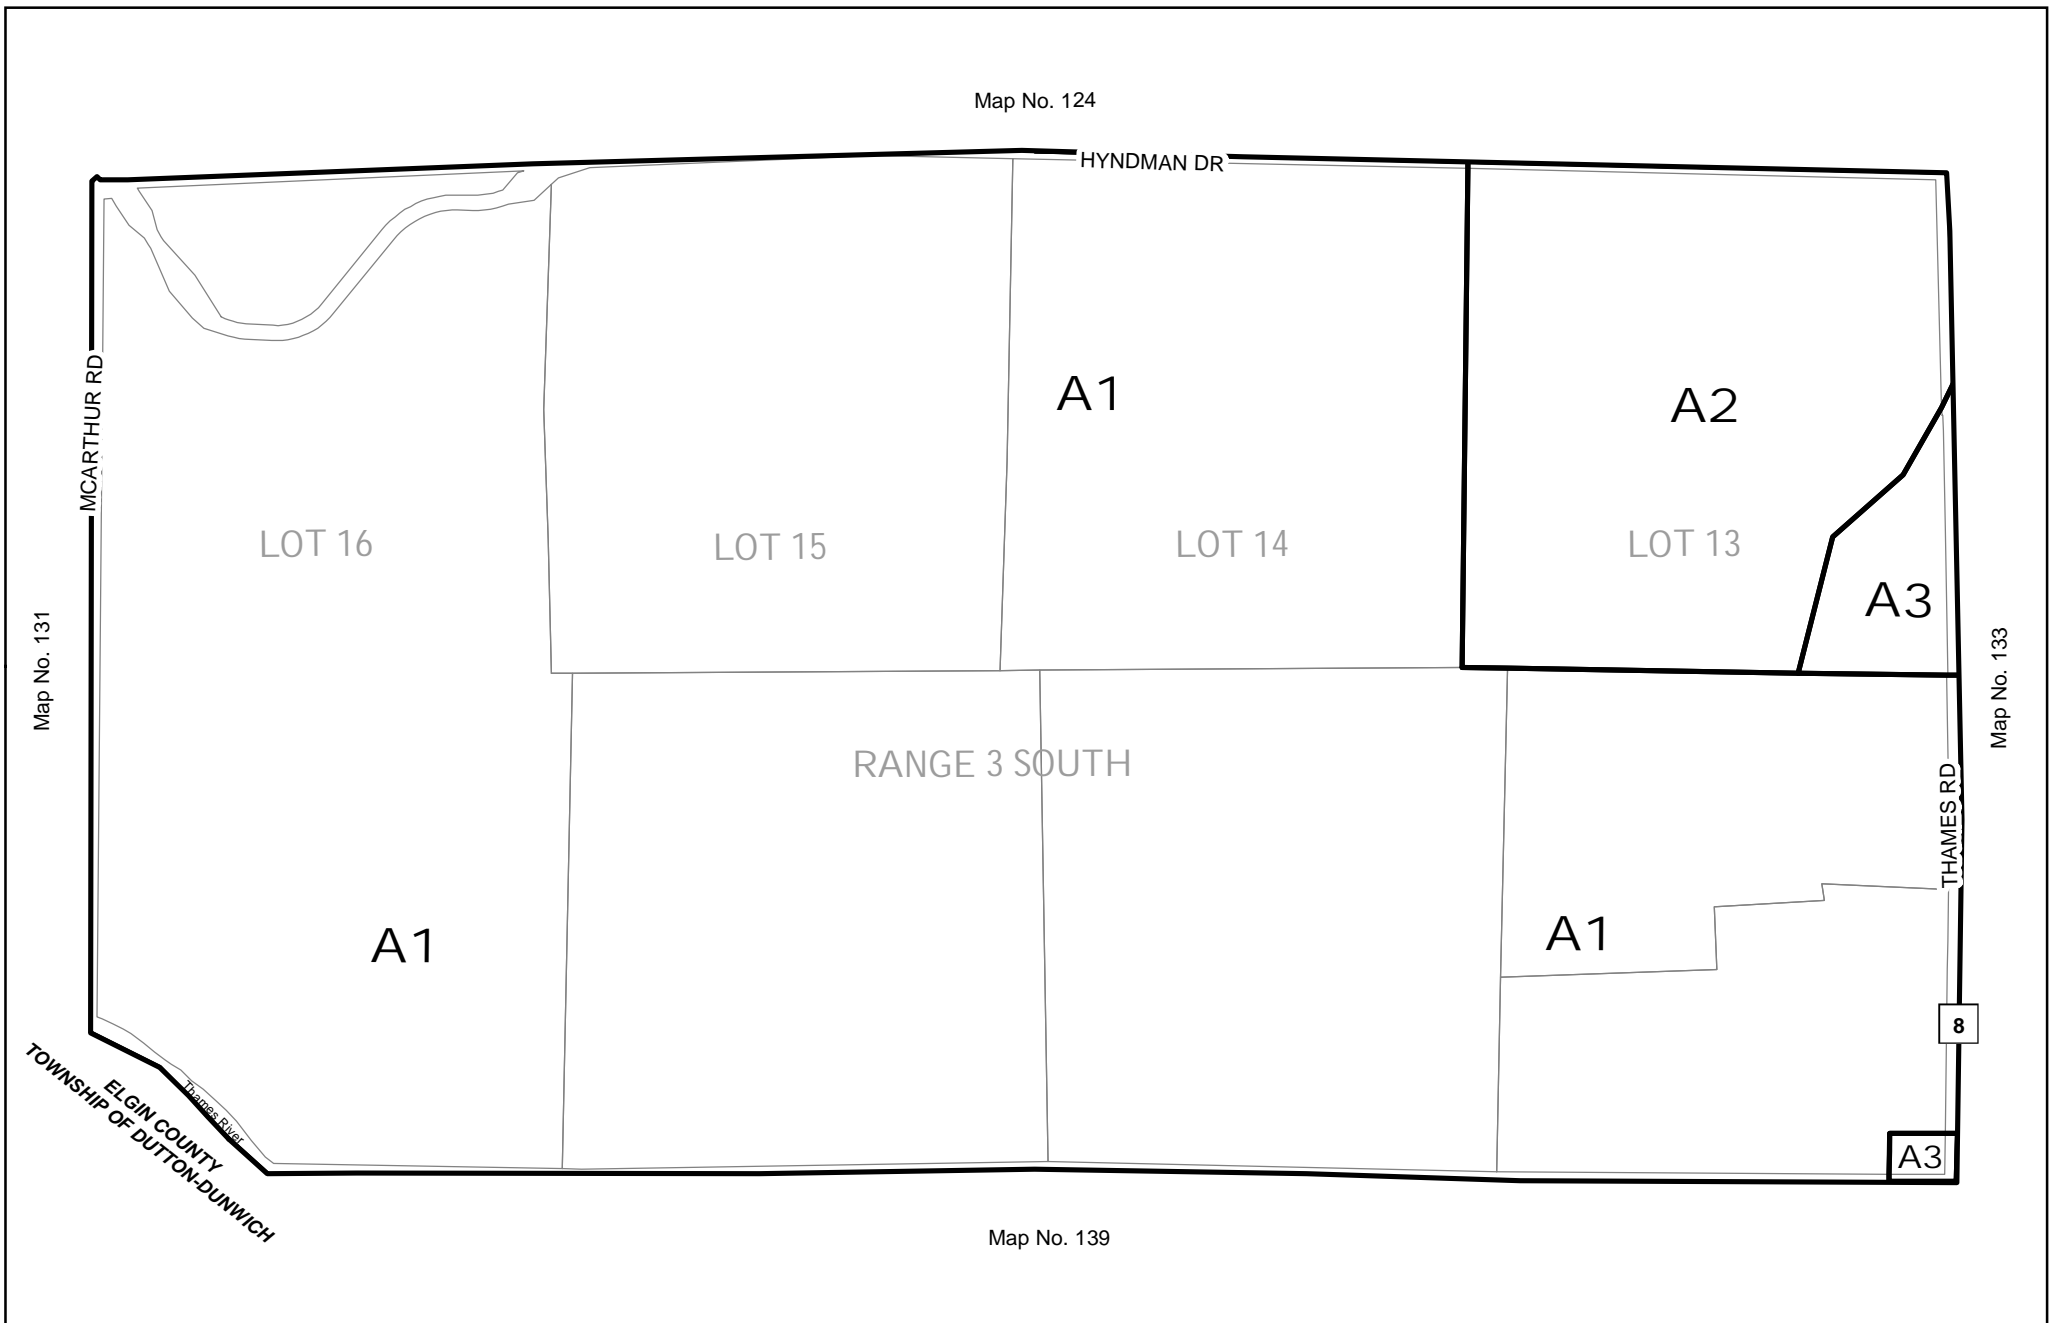 Map No. 124
HYNDMAN DR
MCARTHUR RD
A1
A2
LOT 16
LOT 15
LOT 14
LOT 13
A3
Map No. 131
Map No. 133
RANGE 3 SOUTH
THAMES RD
A1
A1
8
ELGIN COUNTY
TOWNSHIP OF DUTTON-DUNWICH
Thames River
A3
Map No. 139